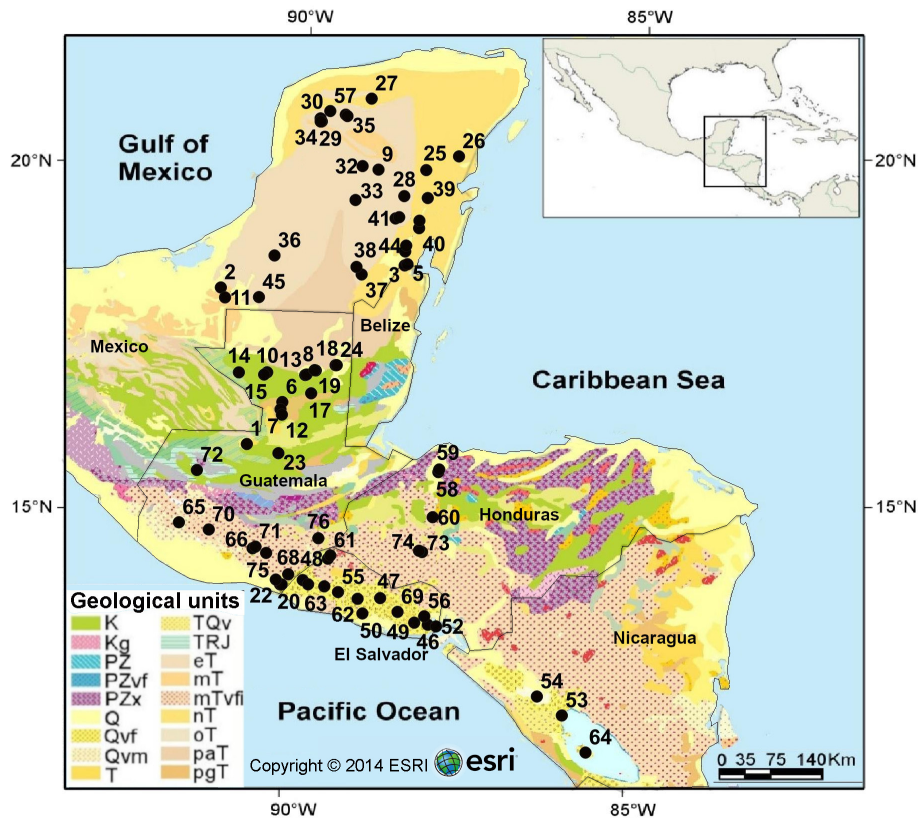 90°W 85°W
27
30 57
34 29 35
Gulf of
Mexico
20°N 20°N
26
32 9 25
28
33 39
41
36 44 40
38
2 3 5
45
11 37
Belize
Mexico
14 10 13 8 18 24
Caribbean Sea
15 6 19
17
7 12
1
72 23
59
Guatemala
58
15°N 15°N
65 76 60 Honduras
70
66 71 61
74 73
68 48
75 55 47
22 20 63 69 56
Geological units
62 50 49 52
46
Nicaragua
El Salvador
K TQv
Kg TRJ
PZ eT
PZvf mT
PZx mTvfi
Q nT
Qvf oT
Qvm paT
T pgT
54
53
64
Pacific Ocean
Copyright © 2014 ESRI esri
0 35 75 140 Km
90°W 85°W